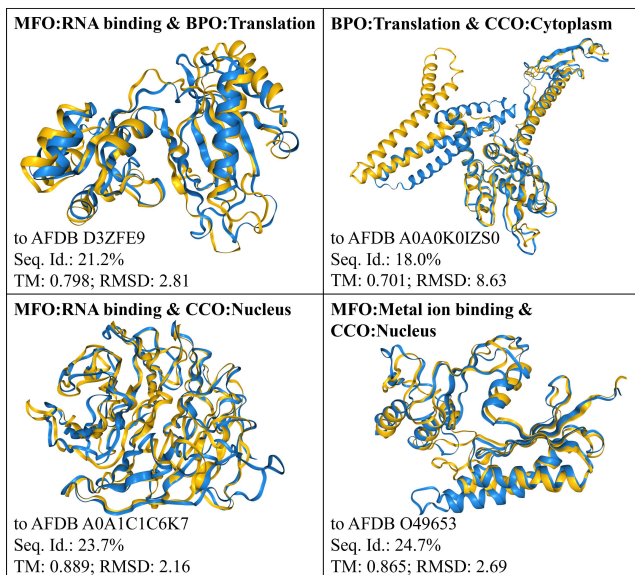 MFO:RNA binding & BPO:Translation
to AFDB D3ZFE9
Seq. Id.: 21.2%
TM: 0.798; RMSD: 2.81
BPO:Translation & CCO:Cytoplasm
to AFDB A0A0K0IZS0
Seq. Id.: 18.0%
TM: 0.701; RMSD: 8.63
MFO:RNA binding & CCO:Nucleus
to AFDB A0A1C1C6K7
Seq. Id.: 23.7%
TM: 0.889; RMSD: 2.16
MFO:Metal ion binding &
CCO:Nucleus
to AFDB O49653
Seq. Id.: 24.7%
TM: 0.865; RMSD: 2.69